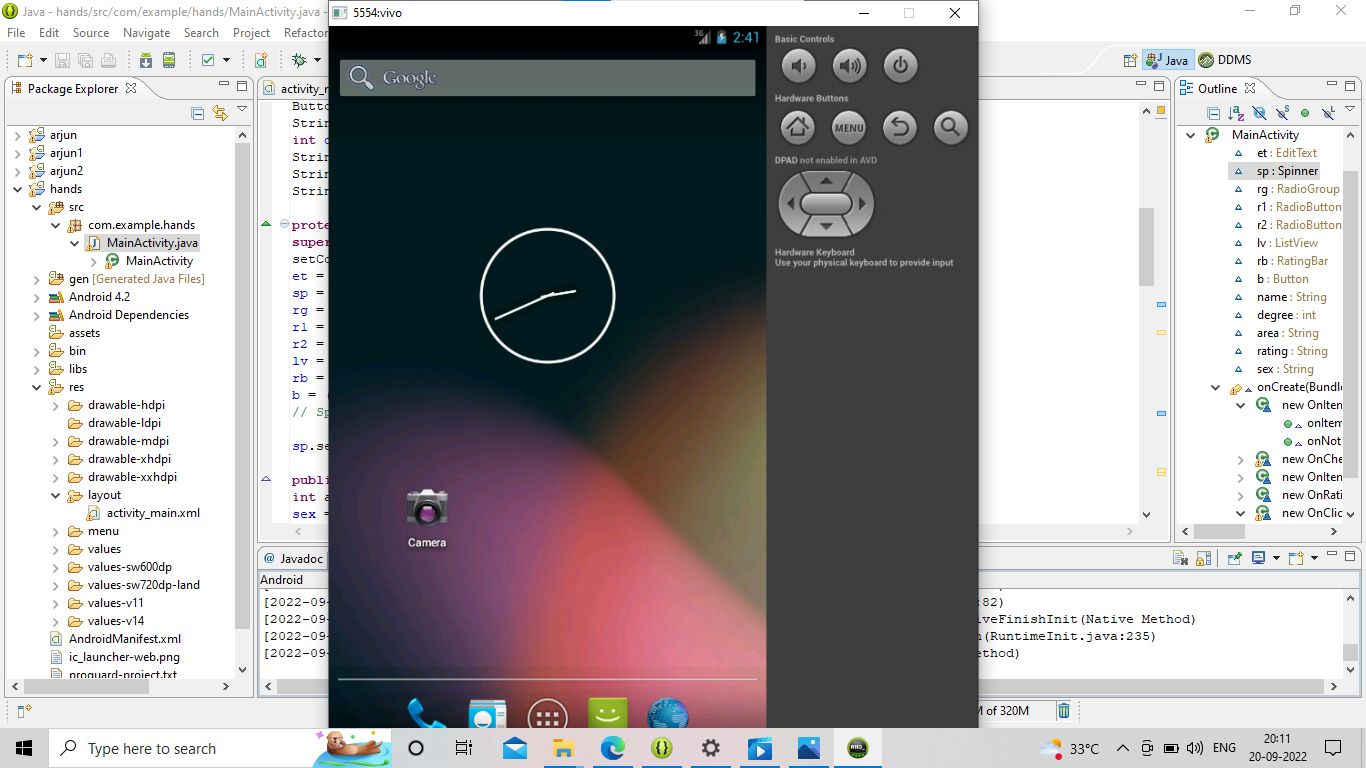 Java - hands/src/com/example/hands/MainActivity.java -
5554:vivo
File Edit Source Navigate Search Project Refactor
3G 2:41
Google
Basic Controls
Hardware Buttons
MENU
DPAD not enabled in AVD
Hardware Keyboard
Use your physical keyboard to provide input
Java DDMS
Package Explorer
arjun
arjun1
arjun2
hands
src
com.example.hands
MainActivity.java
MainActivity
gen [Generated Java Files]
Android 4.2
Android Dependencies
assets
bin
libs
res
drawable-hdpi
drawable-ldpi
drawable-mdpi
drawable-xhdpi
drawable-xxhdpi
layout
activity_main.xml
menu
values
values-sw600dp
values-sw720dp-land
values-v11
values-v14
AndroidManifest.xml
ic_launcher-web.png
proguard-project.txt
Butto
Strin
int
Strin
Strin
Strin
prote
super
setCo
et =
sp =
rg =
r1 =
r2 =
lv =
rb =
b =
// Sp
sp.se
publi
int a
sex =
Camera
Outline
MainActivity
et : EditText
sp : Spinner
rg : RadioGroup
r1 : RadioButton
r2 : RadioButton
lv : ListView
rb : RatingBar
b : Button
name : String
degree : int
area : String
rating : String
sex : String
onCreate(Bundle
new OnItem
onItem
onNot
new OnChe
new OnItem
new OnRati
new OnClic
@ Javadoc
Android
[2022-09- :82)
[2022-09- iveFinishInit(Native Method)
[2022-09- (RuntimeInit.java:235)
[2022-09- ethod)
M of 320M
Type here to search
33°C
ENG
20:11
20-09-2022